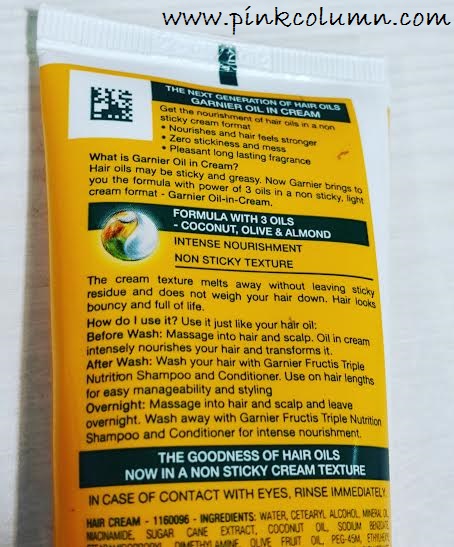 www.pinkcolumn.com
THE NEXT GENERATION OF HAIR OILS
GARNIER OIL IN CREAM
Get the nourishment of hair oils in a non
sticky cream format
• Nourishes and hair feels stronger
• Zero stickiness and mess
• Pleasant long lasting fragrance
What is Garnier Oil in Cream?
Hair oils may be sticky and greasy. Now Garnier brings to
you the formula with power of 3 oils in a non sticky, light
cream format - Garnier Oil-in-Cream.
FORMULA WITH 3 OILS
- COCONUT, OLIVE & ALMOND
INTENSE NOURISHMENT
NON STICKY TEXTURE
The cream texture melts away without leaving sticky
residue and does not weigh your hair down. Hair looks
bouncy and full of life.
How do I use it? Use it just like your hair oil:
Before Wash: Massage into hair and scalp. Oil in cream
intensely nourishes your hair and transforms it.
After Wash: Wash your hair with Garnier Fructis Triple
Nutrition Shampoo and Conditioner. Use on hair lengths
for easy manageability and styling
Overnight: Massage into hair and scalp and leave
overnight. Wash away with Garnier Fructis Triple Nutrition
Shampoo and Conditioner for intense nourishment.
THE GOODNESS OF HAIR OILS
NOW IN A NON STICKY CREAM TEXTURE
IN CASE OF CONTACT WITH EYES, RINSE IMMEDIATELY.
HAIR CREAM - 1160096 - INGREDIENTS: WATER, CETEARYL ALCOHOL, MINERAL OIL,
NIACINAMIDE, SUGAR CANE EXTRACT, COCONUT OIL, SODIUM BENZOATE,
OLIVE FRUIT OIL, PEG-45M,